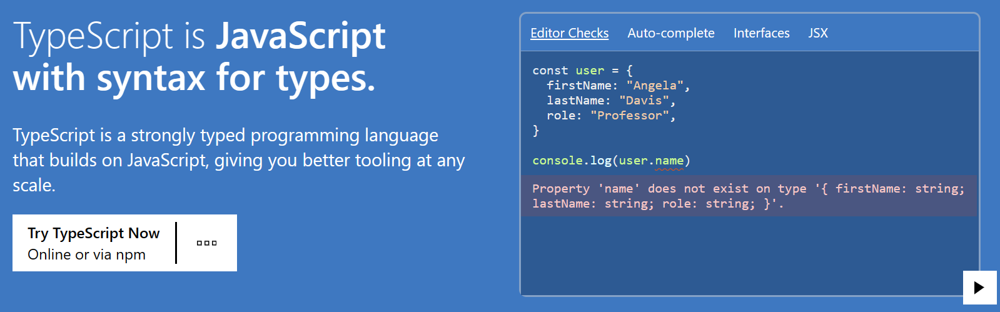 TypeScript is JavaScript
with syntax for types.
TypeScript is a strongly typed programming language
that builds on JavaScript, giving you better tooling at any
scale.
Try TypeScript Now
Online or via npm
Editor Checks Auto-complete Interfaces JSX
const user = {
  firstName: "Angela",
  lastName: "Davis",
  role: "Professor",
}
console.log(user.name)
Property 'name' does not exist on type '{ firstName: string;
lastName: string; role: string; }'.